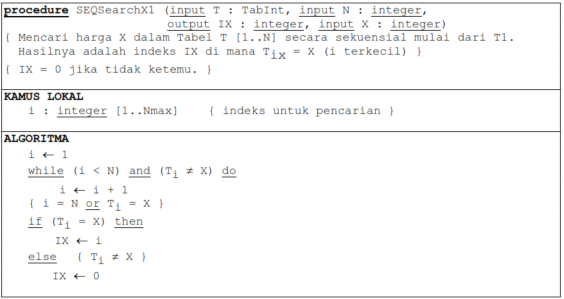 procedure SEQSearchX1 (input T : TabInt, input N : integer,
output IX : integer, input X : integer)
{ Mencari harga X dalam Tabel T [1..N] secara sekuensial mulai dari T1.
Hasilnya adalah indeks IX di mana TIX = X (i terkecil) }
{ IX = 0 jika tidak ketemu. }
KAMUS LOKAL
i : integer [1..Nmax] { indeks untuk pencarian }
ALGORITMA
i ← 1
while (i < N) and (Ti ≠ X) do
i ← i + 1
{ i = N or Ti = X }
if (Ti = X) then
IX ← i
else { Ti ≠ X }
IX ← 0